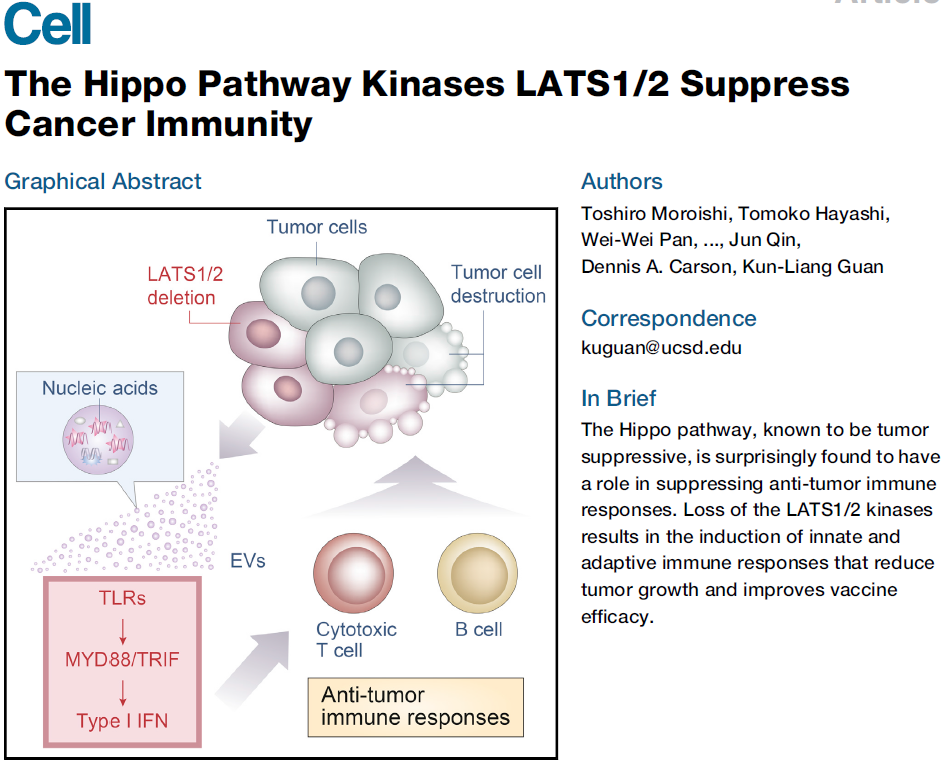 Cell
The Hippo Pathway Kinases LATS1/2 Suppress
Cancer Immunity
Graphical Abstract
Tumor cells
LATS1/2
deletion
Tumor cell
destruction
Nucleic acids
EVs
TLRs
MYD88/TRIF
Type I IFN
Cytotoxic
T cell
B cell
Anti-tumor
immune responses
Authors
Toshiro Moroishi, Tomoko Hayashi,
Wei-Wei Pan, ..., Jun Qin,
Dennis A. Carson, Kun-Liang Guan
Correspondence
kuguan@ucsd.edu
In Brief
The Hippo pathway, known to be tumor
suppressive, is surprisingly found to have
a role in suppressing anti-tumor immune
responses. Loss of the LATS1/2 kinases
results in the induction of innate and
adaptive immune responses that reduce
tumor growth and improves vaccine
efficacy.